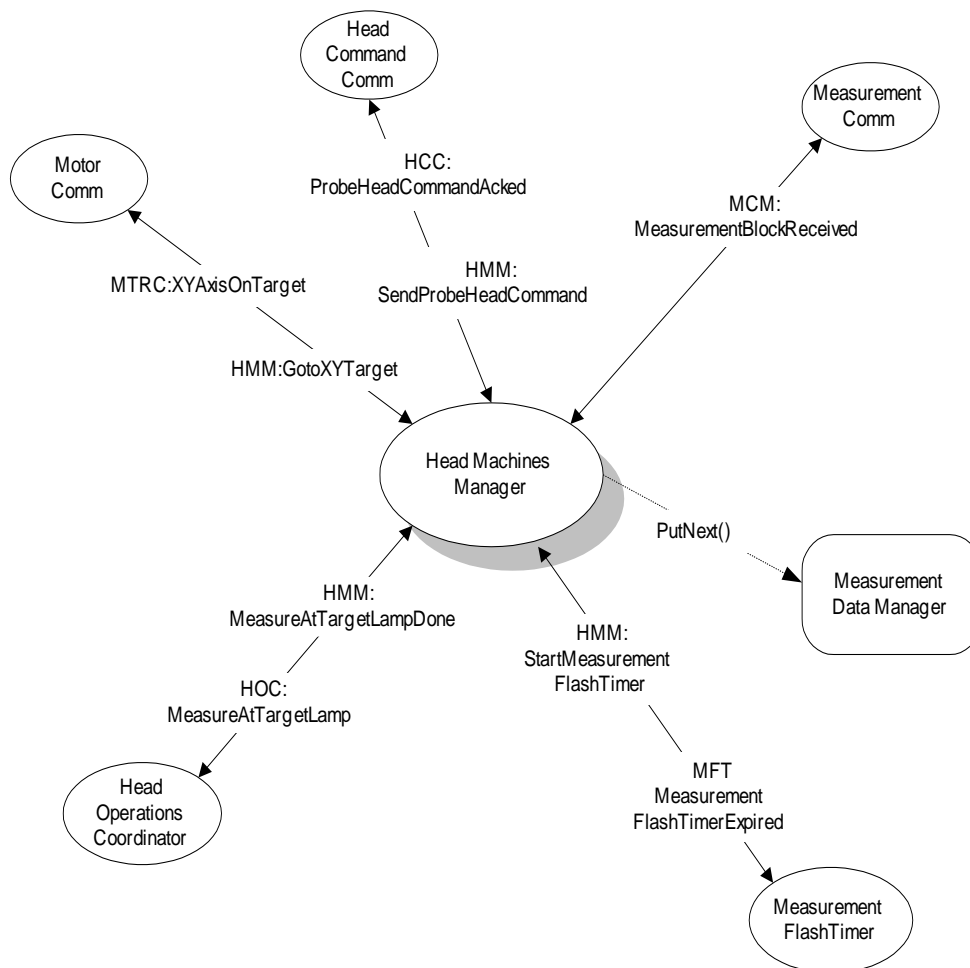 Head
Command
Comm
Measurement
Comm
Motor
Comm
HCC:
ProbeHeadCommandAcked
MCM:
MeasurementBlockReceived
HMM:
SendProbeHeadCommand
MTRC:XYAxisOnTarget
HMM:GotoXYTarget
Head Machines
Manager
PutNext()
Measurement
Data Manager
HMM:
MeasureAtTargetLampDone
HMM:
StartMeasurement
FlashTimer
HOC:
MeasureAtTargetLamp
Head
Operations
Coordinator
MFT
Measurement
FlashTimerExpired
Measurement
FlashTimer